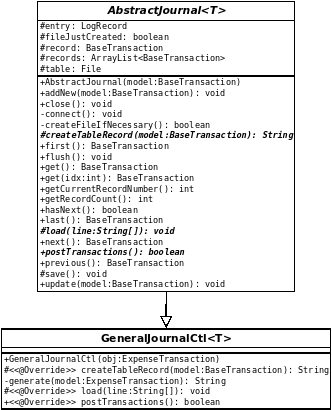 AbstractJournal<T>
#entry: LogRecord
#fileJustCreated: boolean
#record: BaseTransaction
#records: ArrayList<BaseTransaction>
#table: File
+AbstractJournal(model:BaseTransaction)
+addNew(model:BaseTransaction): void
+close(): void
-connect(): void
-createFileIfNecessary(): boolean
#createTableRecord(model:BaseTransaction): String
+first(): BaseTransaction
+flush(): void
+get(): BaseTransaction
+get(idx:int): BaseTransaction
+getCurrentRecordNumber(): int
+getRecordCount(): int
+hasNext(): boolean
+last(): BaseTransaction
#load(line:String[]): void
+next(): BaseTransaction
+postTransactions(): boolean
+previous(): BaseTransaction
#save(): void
+update(model:BaseTransaction): void
GeneralJournalCtl<T>
+GeneralJournalCtl(obj:ExpenseTransaction)
#<<@Override>> createTableRecord(model:BaseTransaction): String
-generate(model:ExpenseTransaction): String
#<<@Override>> load(line:String[]): void
+<<@Override>> postTransactions(): boolean